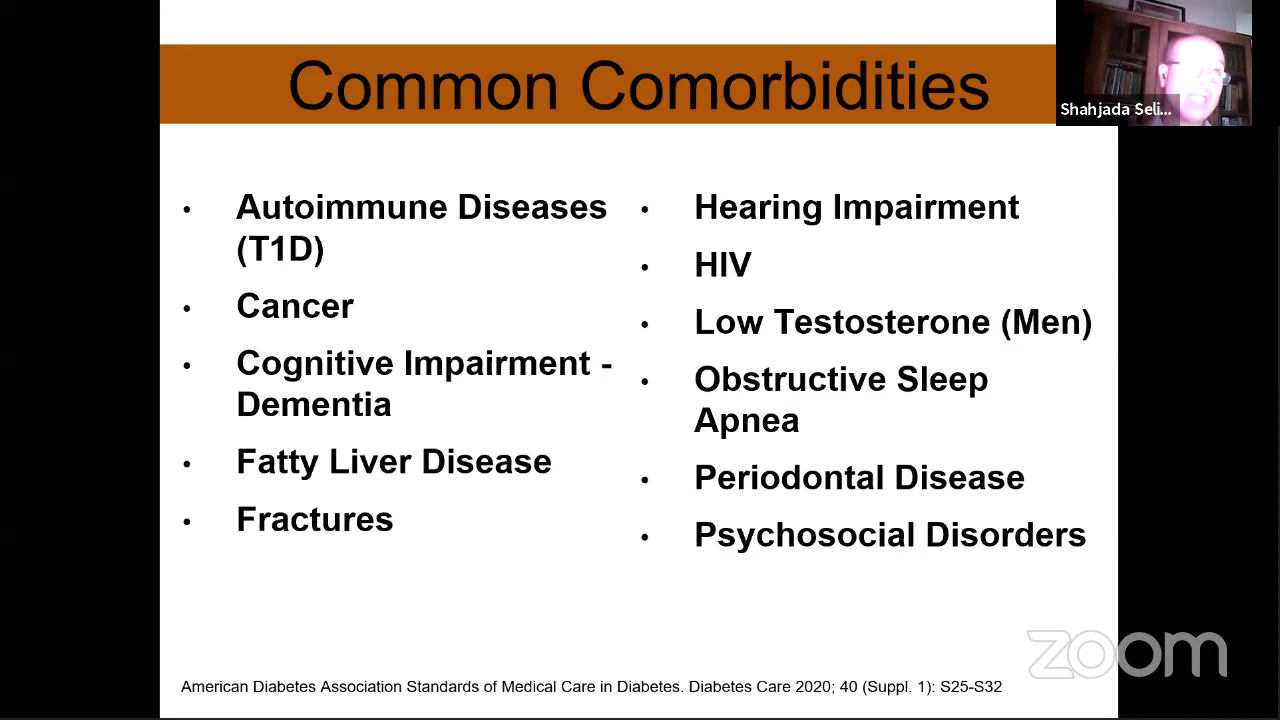 Common Comorbidities
Shahjada Seli...
• Autoimmune Diseases
(T1D)
• Cancer
• Cognitive Impairment -
Dementia
• Fatty Liver Disease
• Fractures
• Hearing Impairment
• HIV
• Low Testosterone (Men)
• Obstructive Sleep
Apnea
• Periodontal Disease
• Psychosocial Disorders
zoom
American Diabetes Association Standards of Medical Care in Diabetes. Diabetes Care 2020; 40 (Suppl. 1): S25-S32